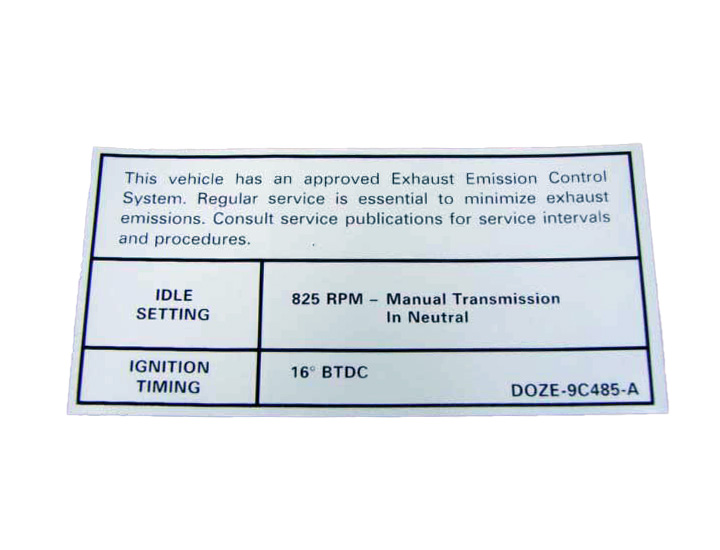 This vehicle has an approved Exhaust Emission Control
System. Regular service is essential to minimize exhaust
emissions. Consult service publications for service intervals
and procedures.
IDLE
SETTING
825 RPM – Manual Transmission
In Neutral
IGNITION
TIMING
16° BTDC
DOZE-9C485-A